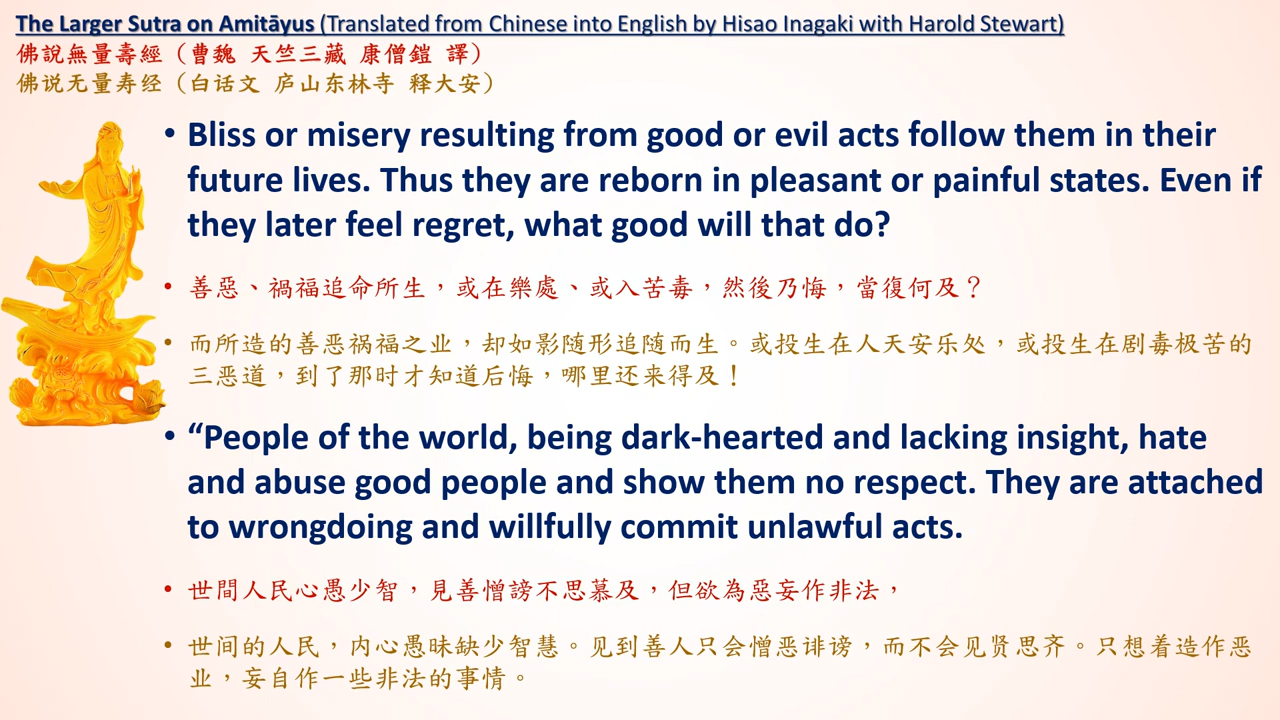 The Larger Sutra on Amitāyus (Translated from Chinese into English by Hisao Inagaki with Harold Stewart)
佛說無量壽經（曹魏 天竺三藏 康僧鎧 譯）
佛说无量寿经（白话文 庐山东林寺 释大安）
• Bliss or misery resulting from good or evil acts follow them in their
future lives. Thus they are reborn in pleasant or painful states. Even if
they later feel regret, what good will that do?
• 善惡、禍福追命所生，或在樂處、或入苦毒，然後乃悔，當復何及？
• 而所造的善恶祸福之业，却如影随形追随而生。或投生在人天安乐处，或投生在剧毒极苦的
三恶道，到了那时才知道后悔，哪里还来得及！
• “People of the world, being dark-hearted and lacking insight, hate
and abuse good people and show them no respect. They are attached
to wrongdoing and willfully commit unlawful acts.
• 世間人民心愚少智，見善憎謗不思慕及，但欲為惡妄作非法，
• 世间的人民，内心愚昧缺少智慧。见到善人只会憎恶诽谤，而不会见贤思齐。只想着造作恶
业，妄自作一些非法的事情。